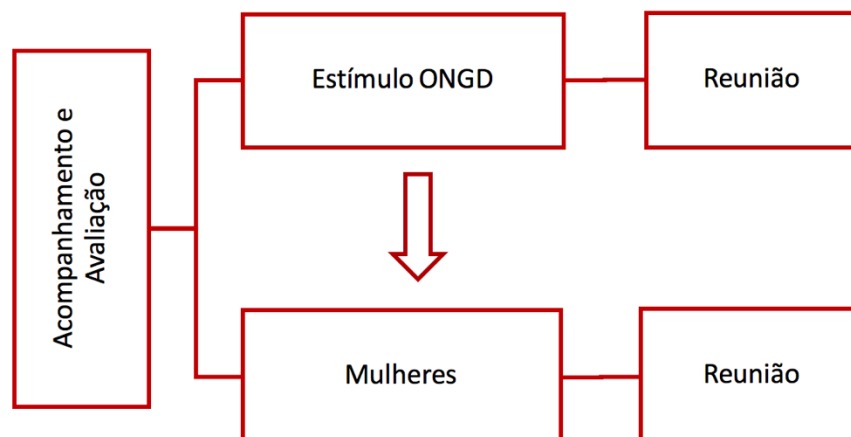 Acompanhamento e
Avaliação
Estímulo ONGD
Reunião
Mulheres
Reunião